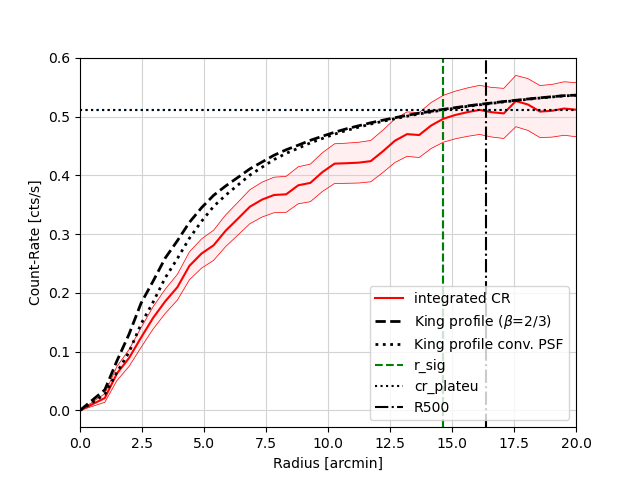 0.6
0.5
0.4
0.3
0.2
0.1
0.0
Count-Rate [cts/s]
integrated CR
King profile (β=2/3)
King profile conv. PSF
r_sig
cr_plateu
R500
0.0 2.5 5.0 7.5 10.0 12.5 15.0 17.5 20.0
Radius [arcmin]